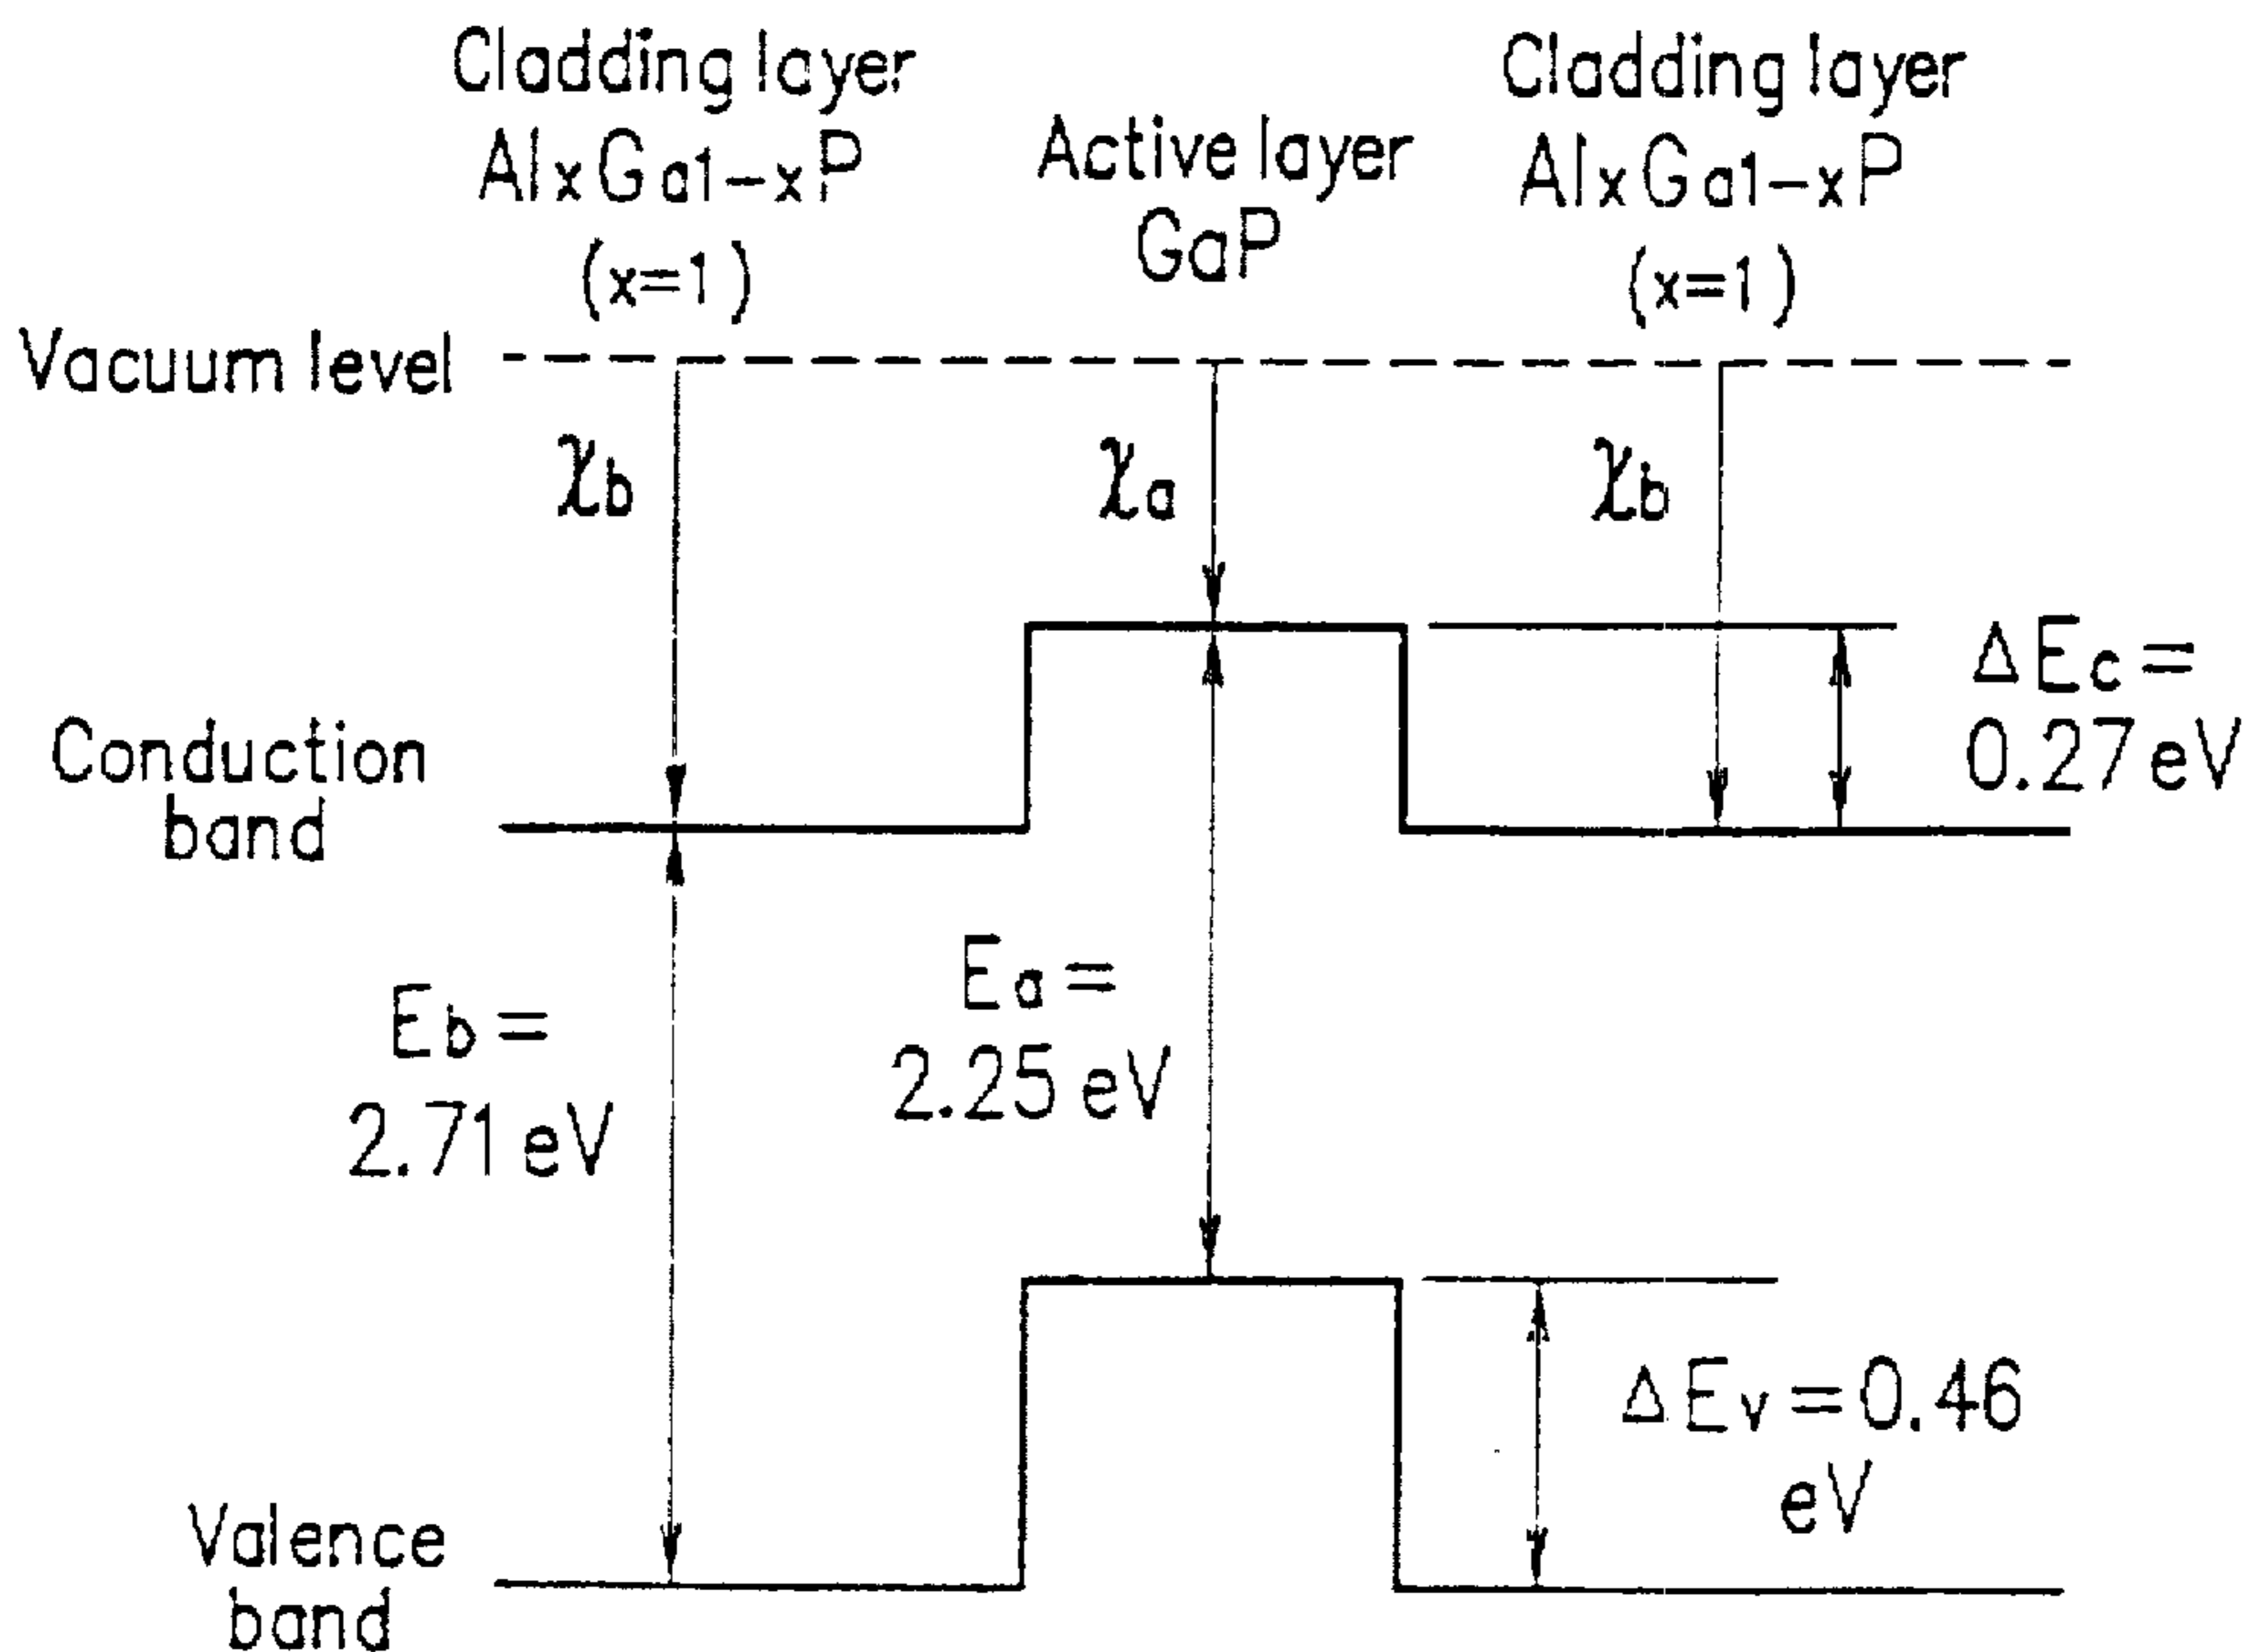 Cladding layer
AlxGa1-xP
(x=1)
Active layer
GaP
Cladding layer
AlxGa1-xP
(x=1)
Vacuum level
χb
χa
χb
ΔEc=
0.27eV
Conduction
band
Ea=
2.25eV
Eb=
2.71eV
ΔEv=0.46
eV
Valence
band